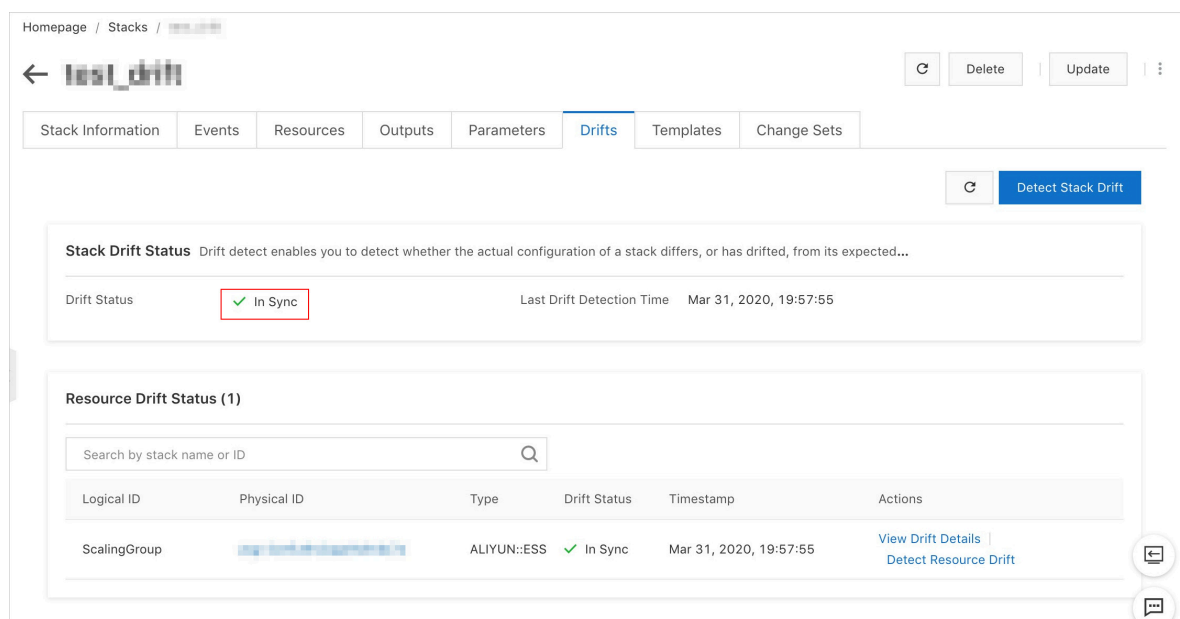 Homepage / Stacks /
test_drift
Delete
Update
Stack Information
Events
Resources
Outputs
Parameters
Drifts
Templates
Change Sets
Detect Stack Drift
Stack Drift Status Drift detect enables you to detect whether the actual configuration of a stack differs, or has drifted, from its expected...
Drift Status
In Sync
Last Drift Detection Time Mar 31, 2020, 19:57:55
Resource Drift Status (1)
Search by stack name or ID
Logical ID
Physical ID
Type
Drift Status
Timestamp
Actions
ScalingGroup
ALIYUN::ESS
In Sync
Mar 31, 2020, 19:57:55
View Drift Details
Detect Resource Drift